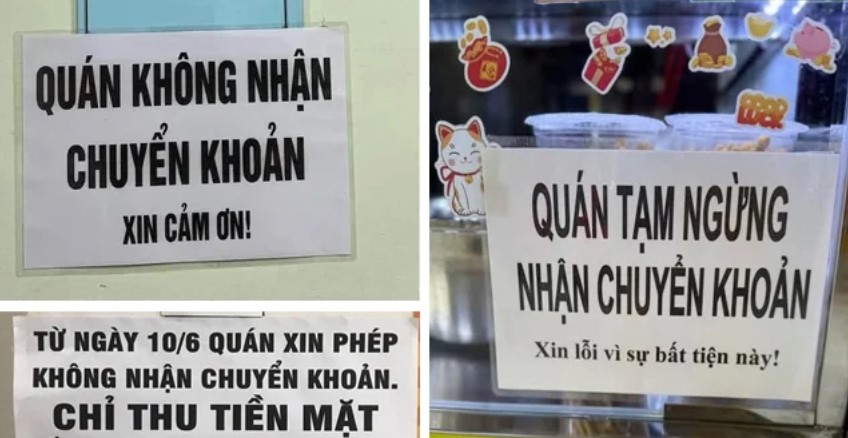 QUÁN KHÔNG NHẬN
CHUYỂN KHOẢN
XIN CẢM ƠN!
TỪ NGÀY 10/6 QUÁN XIN PHÉP
KHÔNG NHẬN CHUYỂN KHOẢN.
CHỈ THU TIỀN MẶT
QUÁN TẠM NGỪNG
NHẬN CHUYỂN KHOẢN
Xin lỗi vì sự bất tiện này!